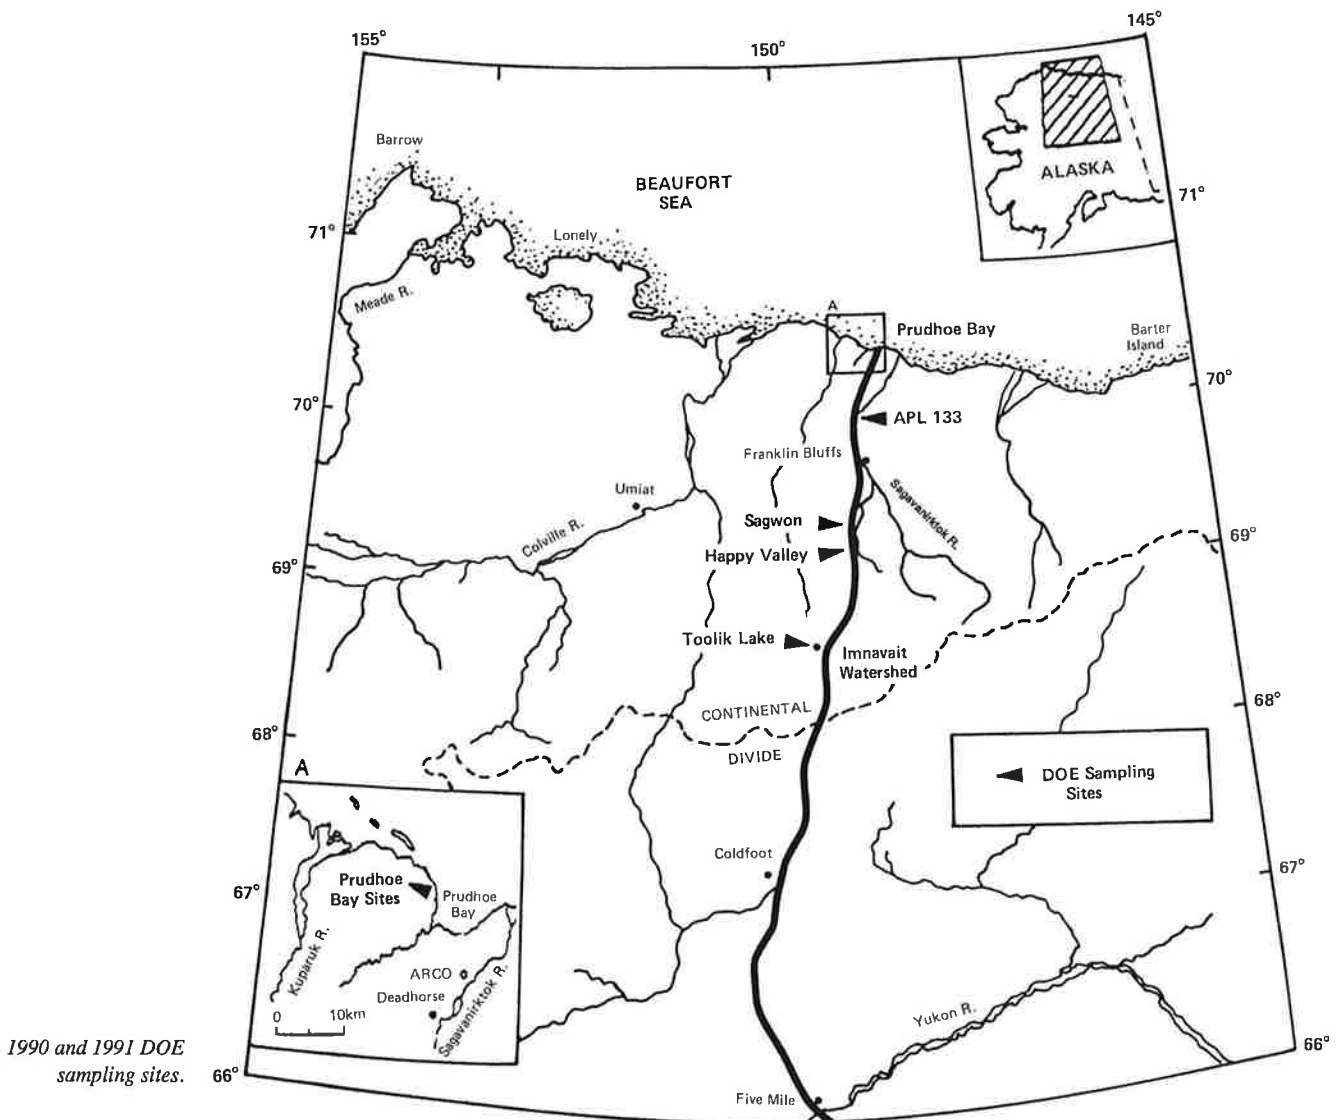 155°
150°
145°
Barrow
BEAUFORT
SEA
ALASKA
71°
71°
Lonely
Meade R.
A
Prudhoe Bay
Barter
Island
70°
70°
APL 133
Franklin Bluffs
Umiat
Sagavanirktok R.
Sagwon
Colville R.
Happy Valley
69°
69°
Toolik Lake
Imnavait
Watershed
CONTINENTAL
DIVIDE
68°
68°
A
DOE Sampling
Sites
Coldfoot
67°
67°
Prudhoe
Bay Sites
Prudhoe
Bay
Kuparuk R.
ARCO
Deadhorse
Sagavanirktok R.
0
10km
Yukon R.
1990 and 1991 DOE
sampling sites.
66°
66°
Five Mile